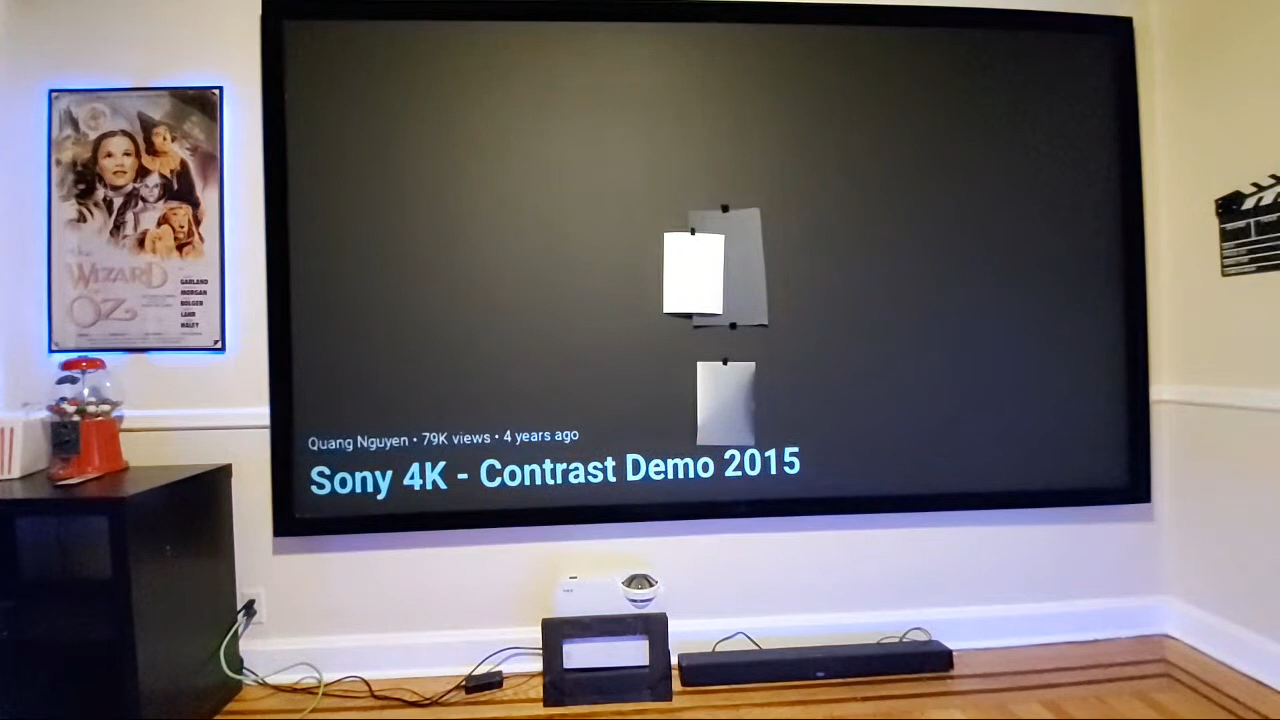 WIZARD
OZ
GARLAND
MORGAN
BOLGER
LAHR
HALEY
Quang Nguyen • 79K views • 4 years ago
Sony 4K - Contrast Demo 2015